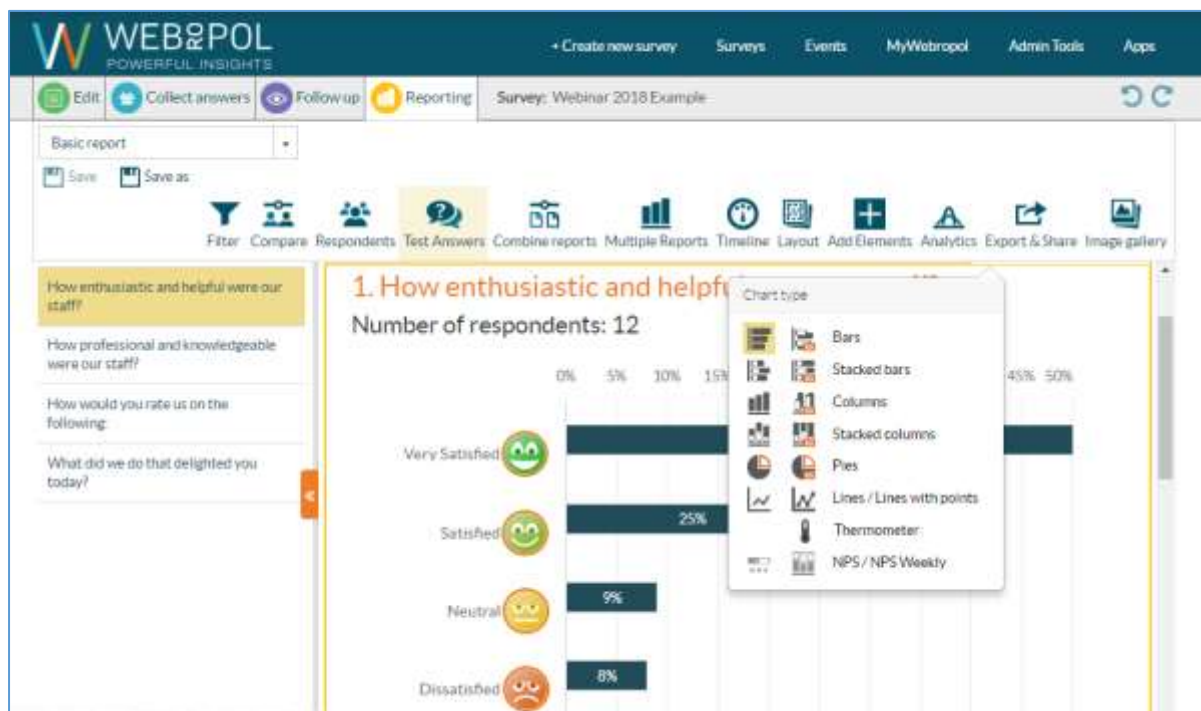 WEBROPOL
POWERFUL INSIGHTS
+ Create new survey Surveys Events MyWebropol Admin Tools Apps
Edit Collect answers Follow up Reporting Survey: Webinar 2018 Example
Basic report
Save Save as
Filter Compare Respondents Text Answers Combine reports Multiple Reports Timeline Layout Add Elements Analytics Export & Share Image gallery
How enthusiastic and helpful were our
staff?
How professional and knowledgeable
were our staff?
How would you rate us on the
following:
What did we do that delighted you
today?
1. How enthusiastic and helpf
Number of respondents: 12
0% 5% 10% 15% 45% 50%
Very Satisfied
Satisfied 25%
Neutral 9%
Dissatisfied 8%
Chart type
Bars
Stacked bars
Columns
Stacked columns
Pies
Lines / Lines with points
Thermometer
NPS / NPS Weekly